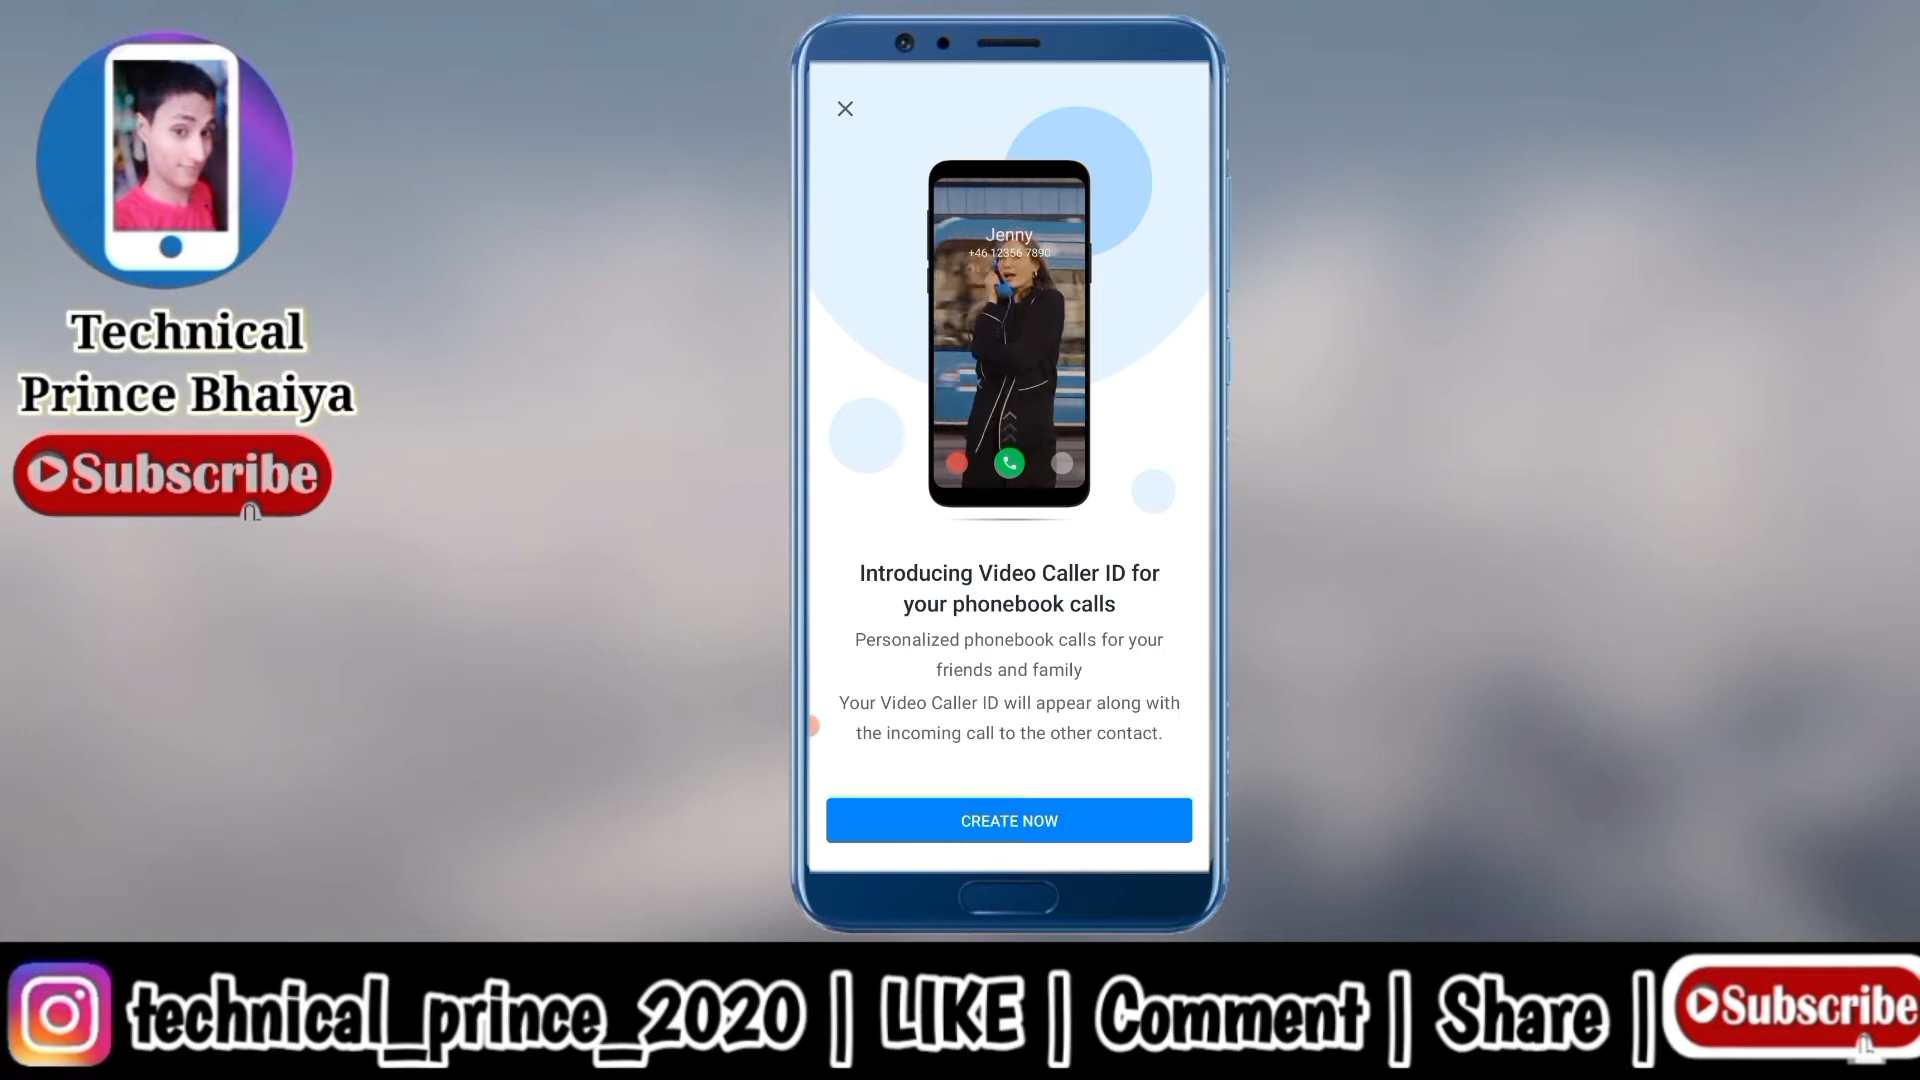 Technical
Prince Bhaiya
Subscribe
Jenny
+46 12356 7890
Introducing Video Caller ID for
your phonebook calls
Personalized phonebook calls for your
friends and family
Your Video Caller ID will appear along with
the incoming call to the other contact.
CREATE NOW
technical_prince_2020 | LIKE | Comment | Share | Subscribe